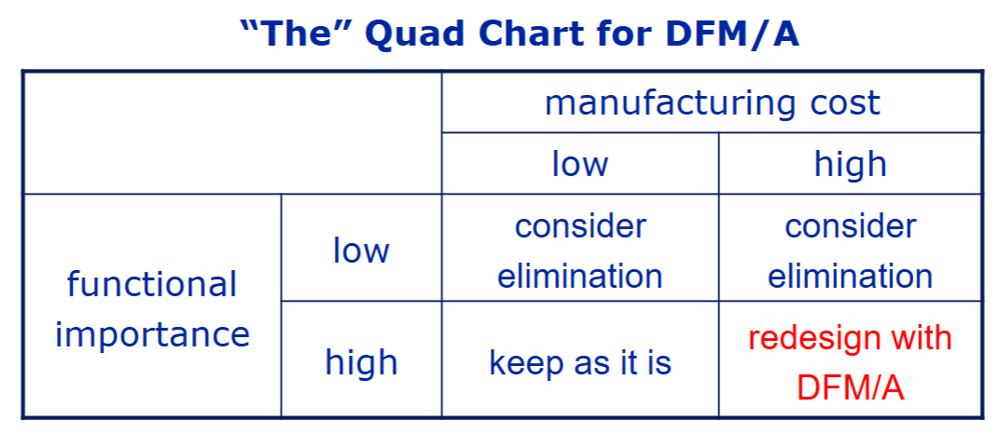 “The” Quad Chart for DFM/A
manufacturing cost
low
high
functional
importance
low
consider
elimination
consider
elimination
high
keep as it is
redesign with
DFM/A